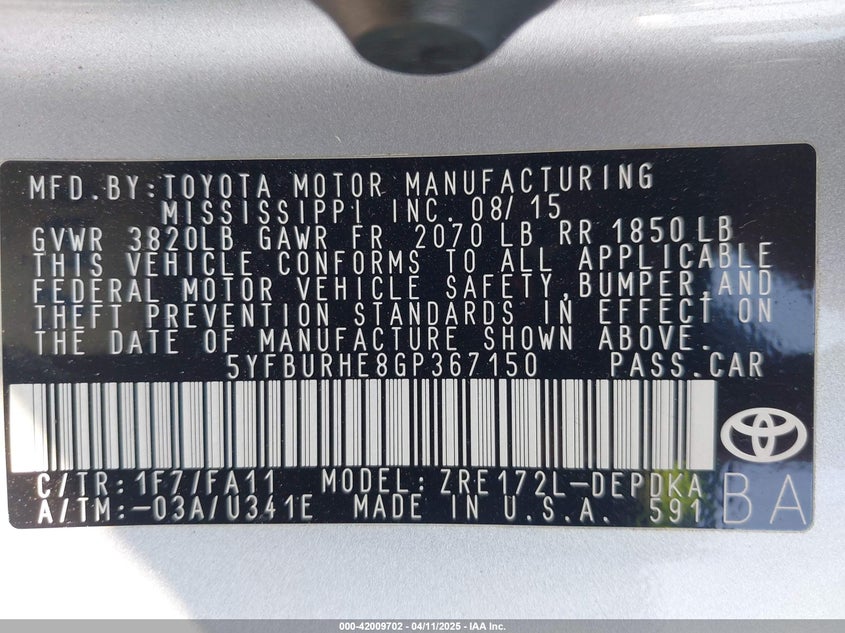 MFD.BY:TOYOTA MOTOR MANUFACTURING
MISSISSIPPI INC. 08/15
GVWR 3820LB GAWR FR 2070LB RR 1850LB
THIS VEHICLE CONFORMS TO ALL APPLICABLE
FEDERAL MOTOR VEHICLE SAFETY, BUMPER, AND
THEFT PREVENTION STANDARDS IN EFFECT ON
THE DATE OF MANUFACTURE SHOWN ABOVE.
5YFBURHE8GP367150 PASS.CAR
C/TR:1F7/FA11 MODEL: ZRE172L-DEPDKA
A/TM:-03A/U341E MADE IN U.S.A. 591
BA
000-42009702 - 04/11/2025 - IAA Inc.